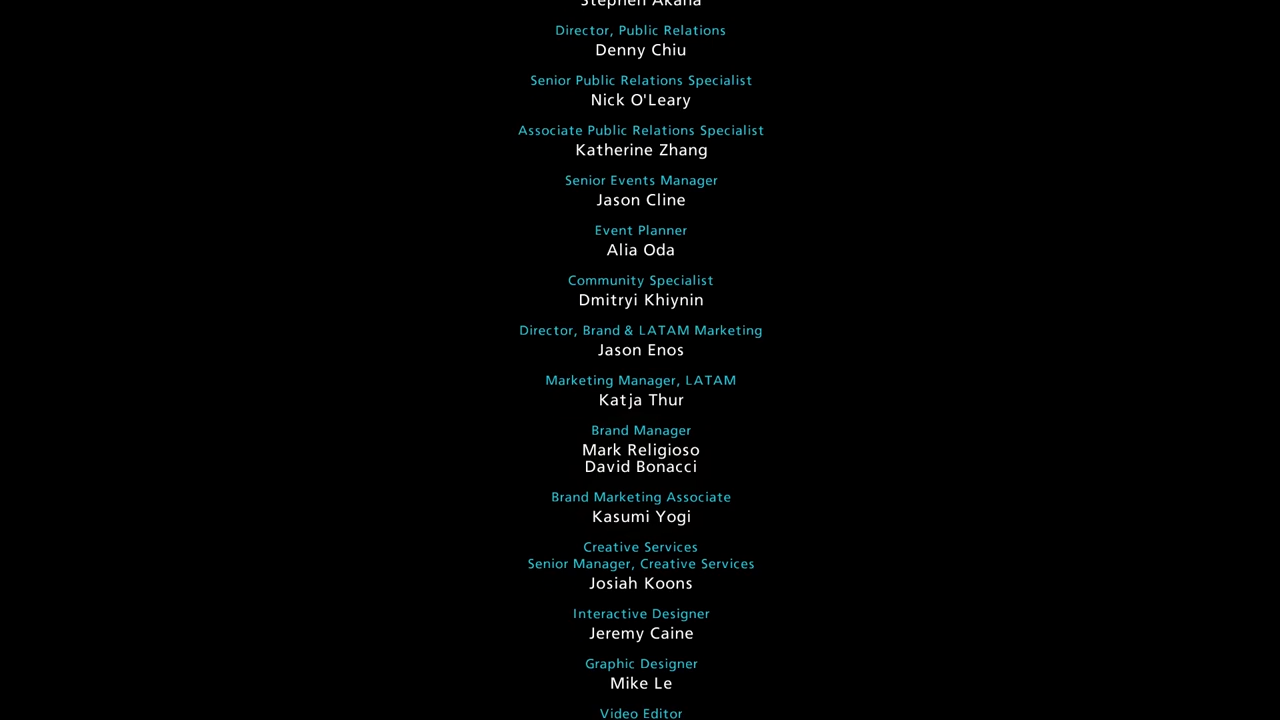 Stephen Akana
Director, Public Relations
Denny Chiu
Senior Public Relations Specialist
Nick O'Leary
Associate Public Relations Specialist
Katherine Zhang
Senior Events Manager
Jason Cline
Event Planner
Alia Oda
Community Specialist
Dmitryi Khiynin
Director, Brand & LATAM Marketing
Jason Enos
Marketing Manager, LATAM
Katja Thur
Brand Manager
Mark Religioso
David Bonacci
Brand Marketing Associate
Kasumi Yogi
Creative Services
Senior Manager, Creative Services
Josiah Koons
Interactive Designer
Jeremy Caine
Graphic Designer
Mike Le
Video Editor